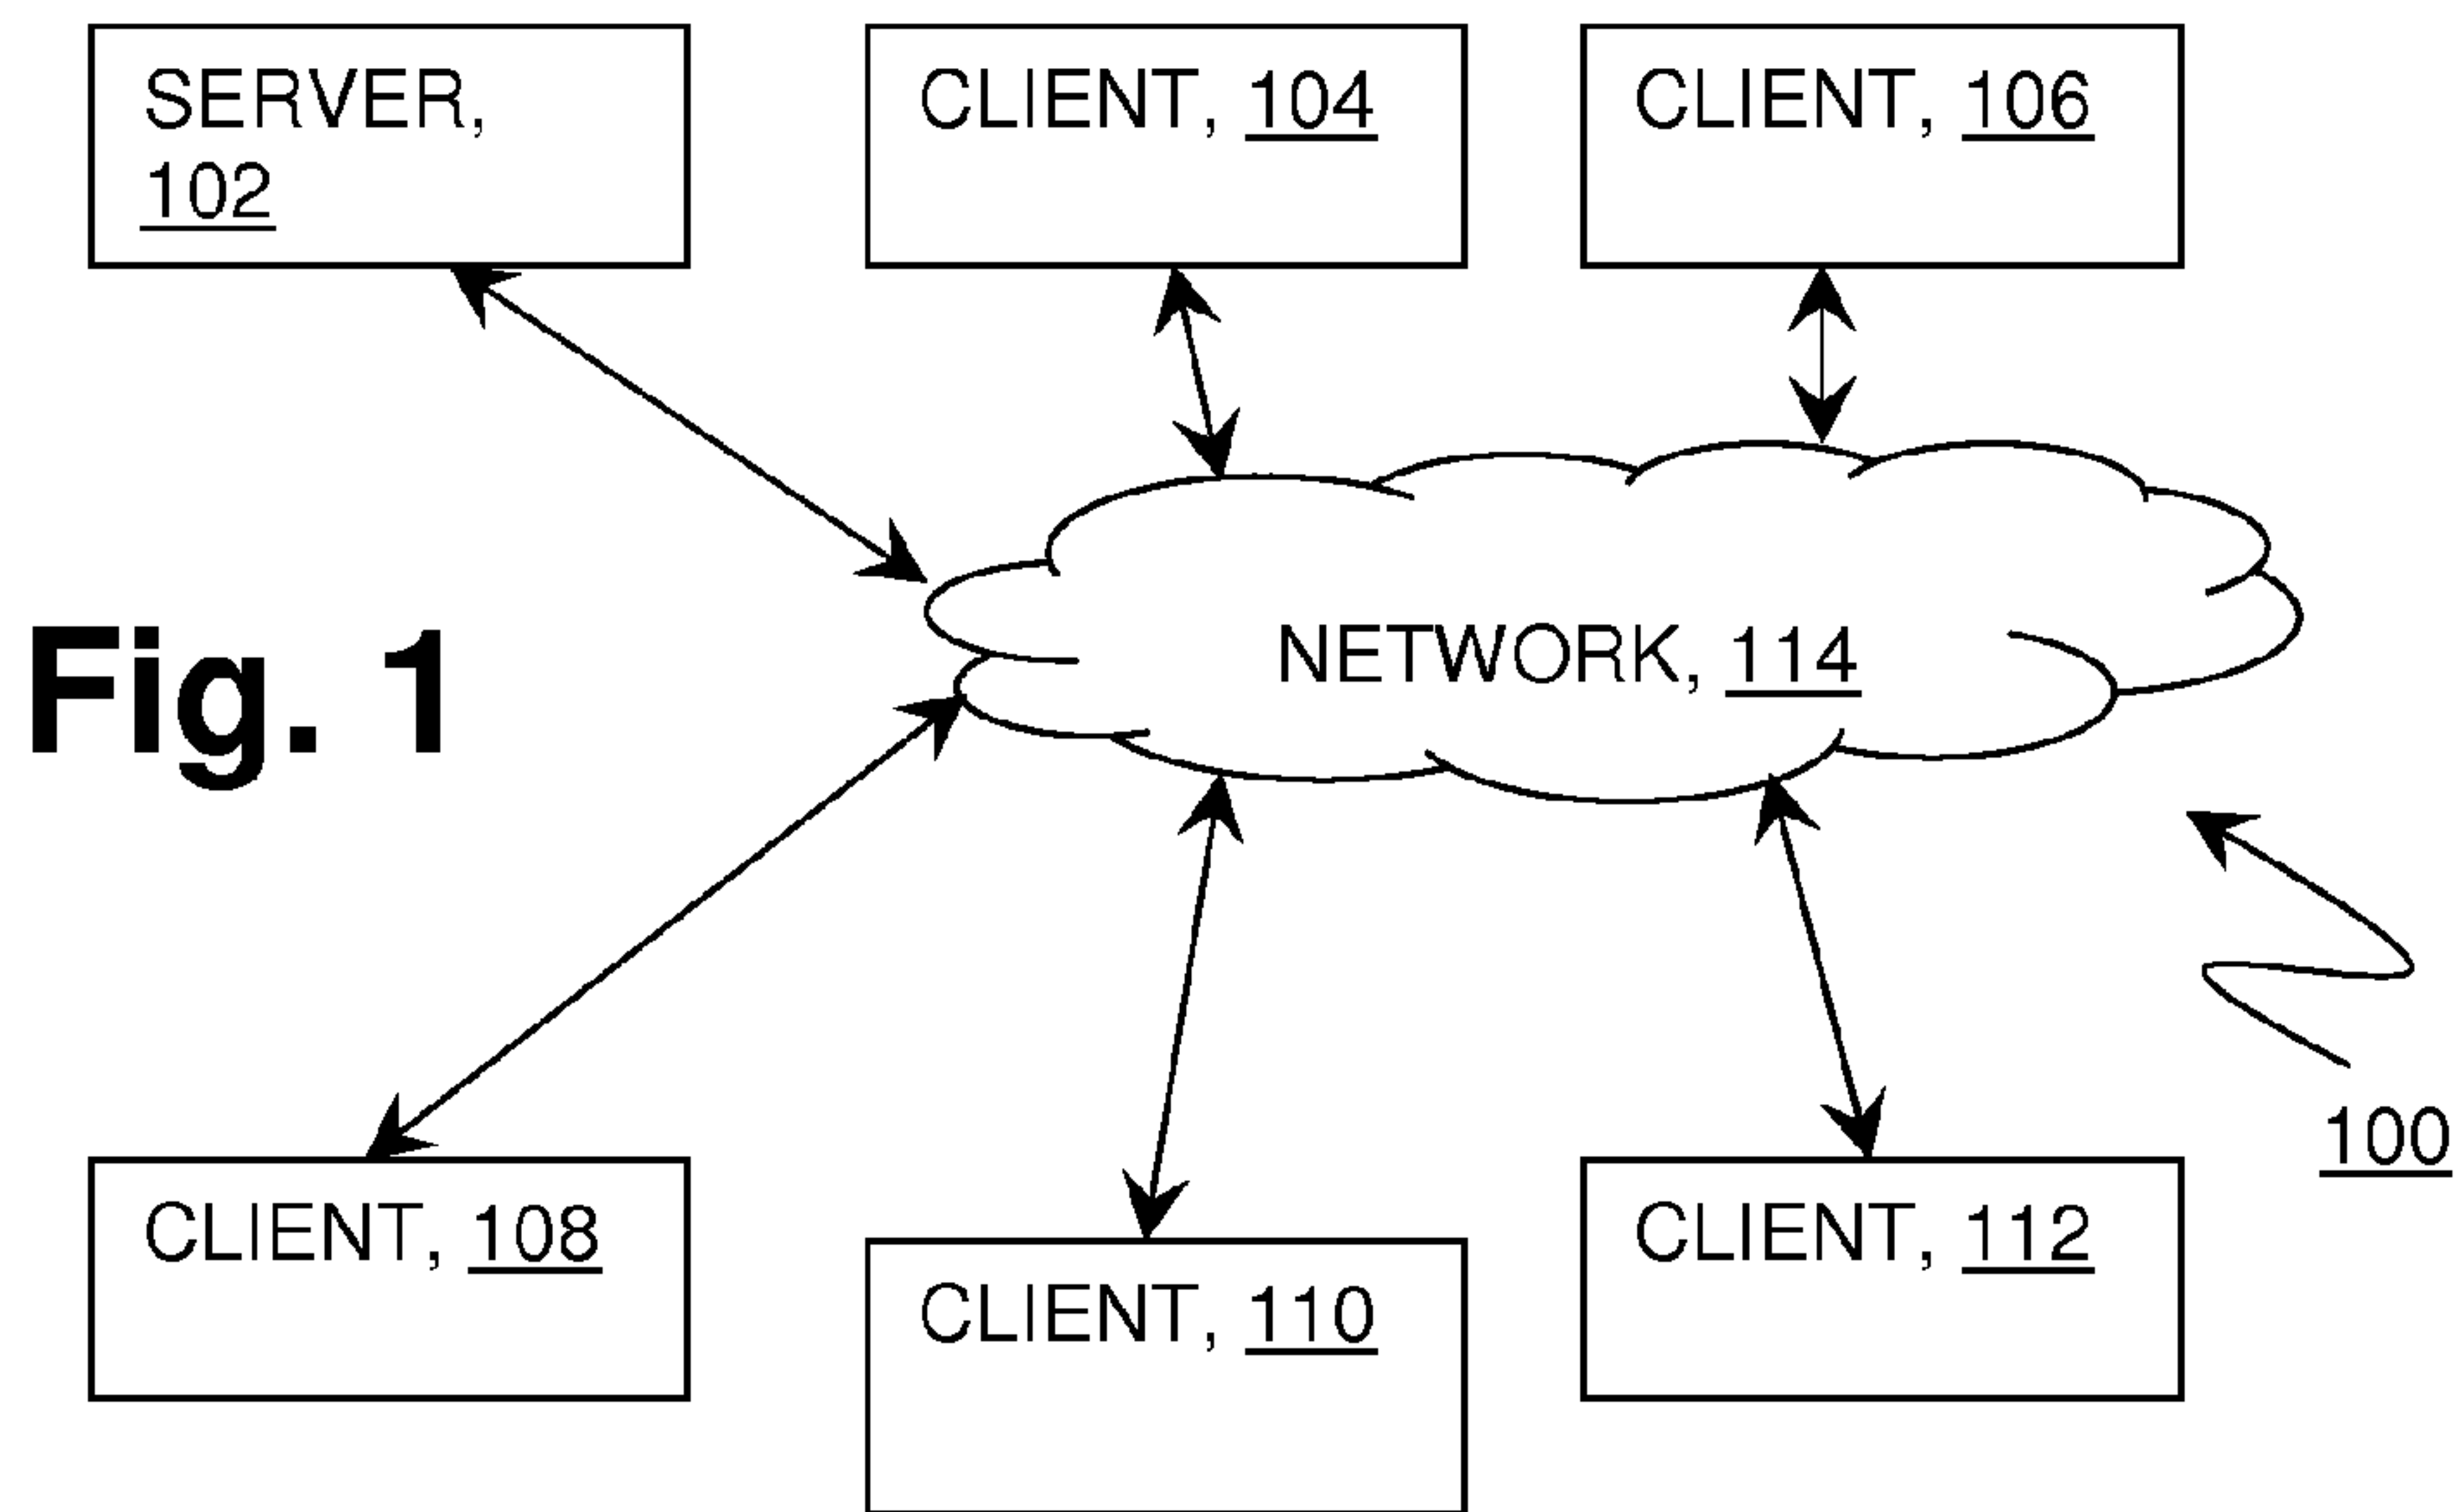 SERVER,
102
CLIENT, 104
CLIENT, 106
Fig. 1
NETWORK, 114
100
CLIENT, 108
CLIENT, 110
CLIENT, 112